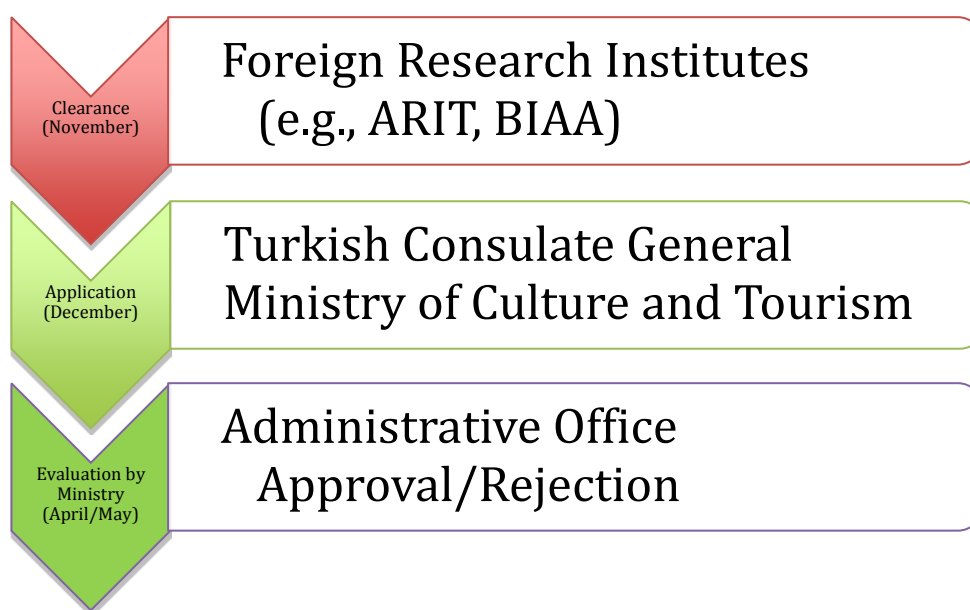 Clearance
(November)
Foreign Research Institutes
(e.g., ARIT, BIAA)
Application
(December)
Turkish Consulate General
Ministry of Culture and Tourism
Evaluation by
Ministry
(April/May)
Administrative Office
Approval/Rejection